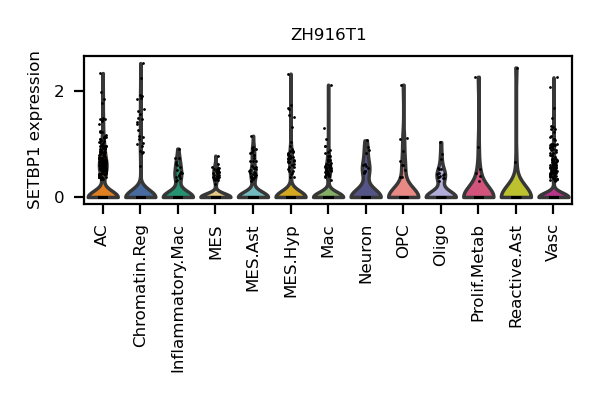 ZH916T1
SETBP1 expression
2
0
AC
Chromatin.Reg
Inflammatory.Mac
MES
MES.Ast
MES.Hyp
Mac
Neuron
OPC
Oligo
Prolif.Metab
Reactive.Ast
Vasc